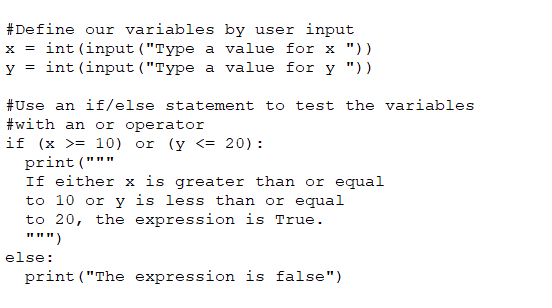 #Define our variables by user input
x = int(input("Type a value for x "))
y = int(input("Type a value for y "))

#Use an if/else statement to test the variables
#with an or operator
if (x >= 10) or (y <= 20):
  print("""
  If either x is greater than or equal
  to 10 or y is less than or equal
  to 20, the expression is True.
  """)
else:
  print("The expression is false")